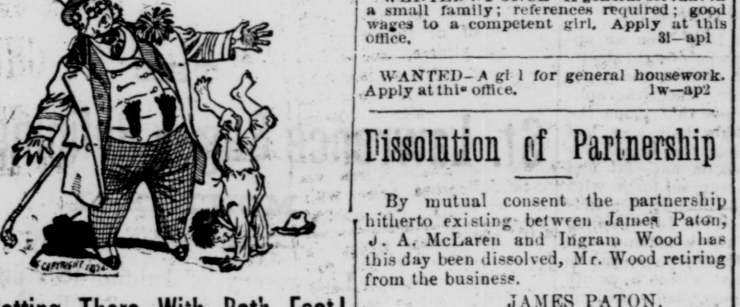 a small family; references required; good
wages to a competent girl. Apply at this
office. 31—ap1
WANTED—A gi l for general housework.
Apply at this office. 1w—ap2
Dissolution of Partnership
By mutual consent the partnership
hitherto existing between James Paton,
J. A. McLaren and Ingram Wood has
this day been dissolved, Mr. Wood retiring
from the business.
JAMES PATON.
COPYRIGHT
There With Both Feet!